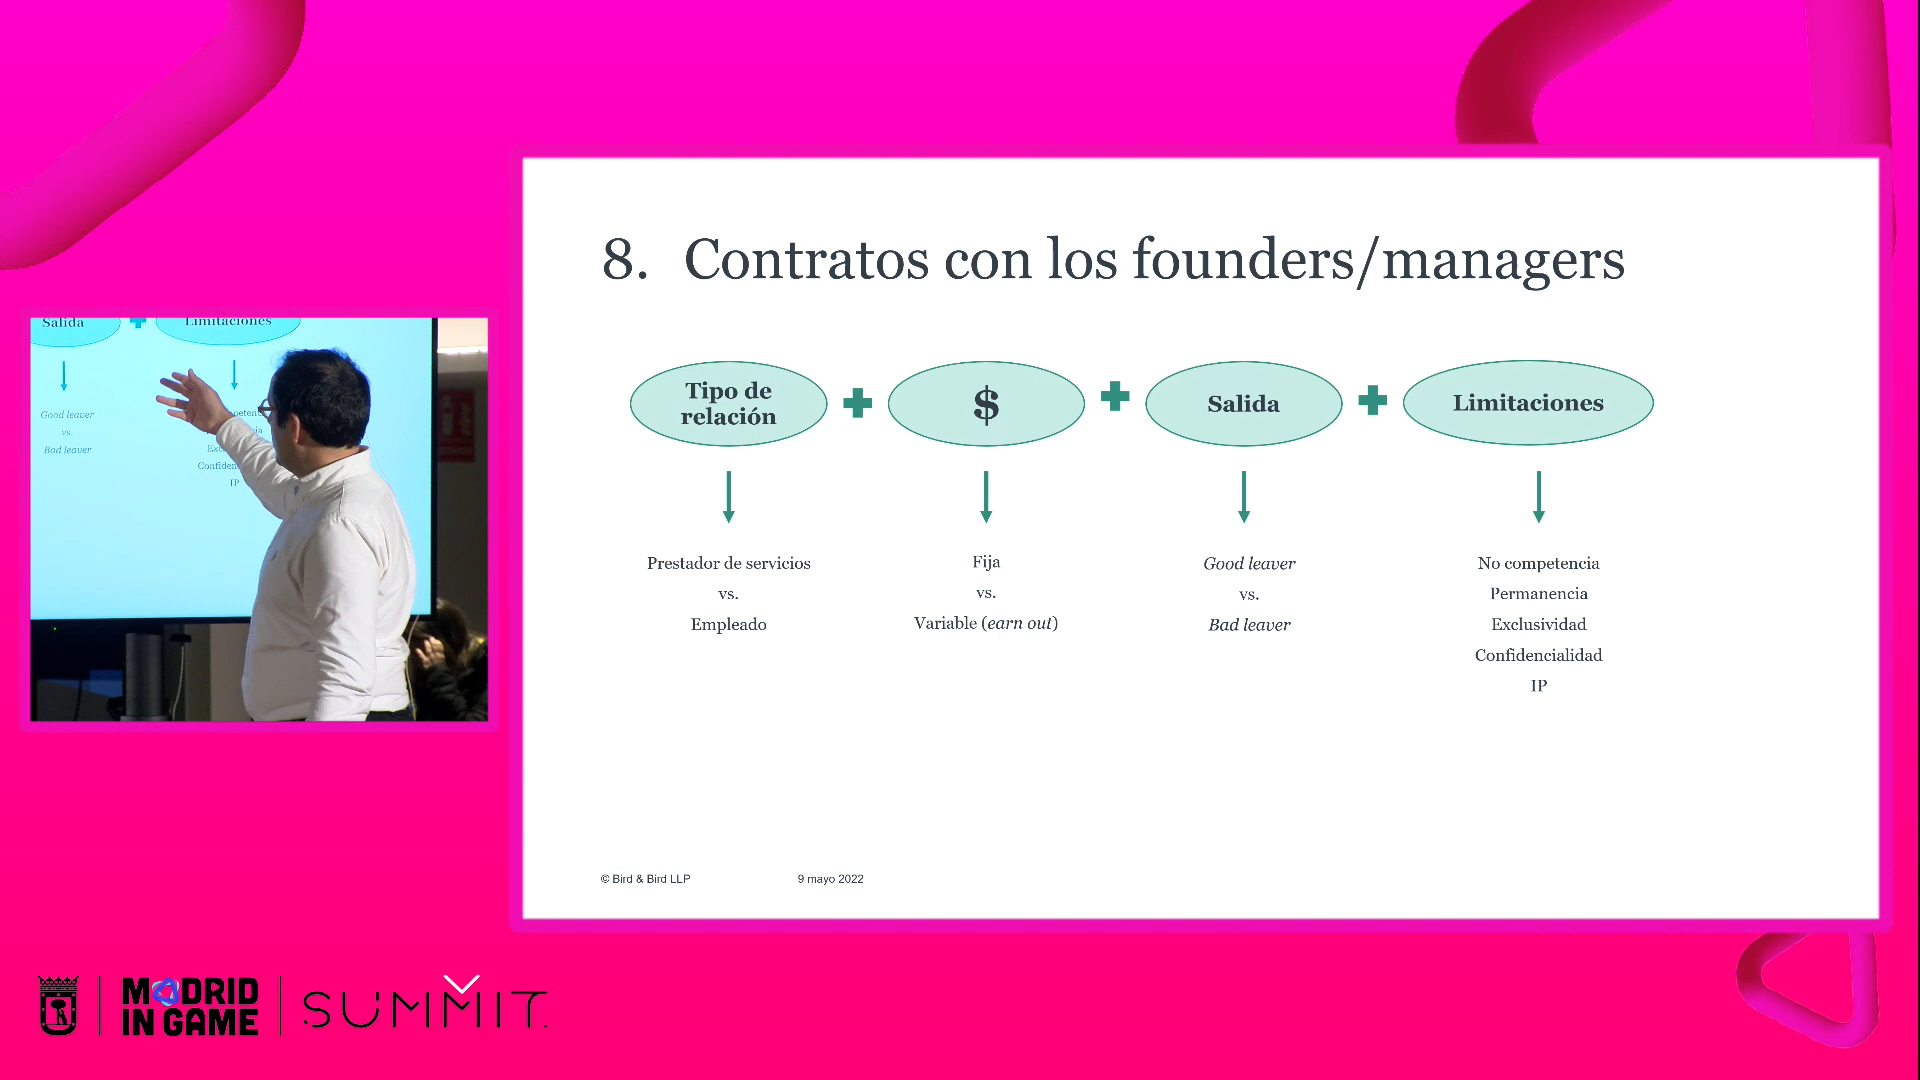 8. Contratos con los founders/managers
Tipo de
relación
$
Salida
Limitaciones
Prestador de servicios
vs.
Empleado
Fija
vs.
Variable (earn out)
Good leaver
vs.
Bad leaver
No competencia
Permanencia
Exclusividad
Confidencialidad
IP
© Bird & Bird LLP
9 mayo 2022
Salida
Limitaciones
Good leaver
vs.
Bad leaver
IP
MADRID
IN GAME
SUMMIT.